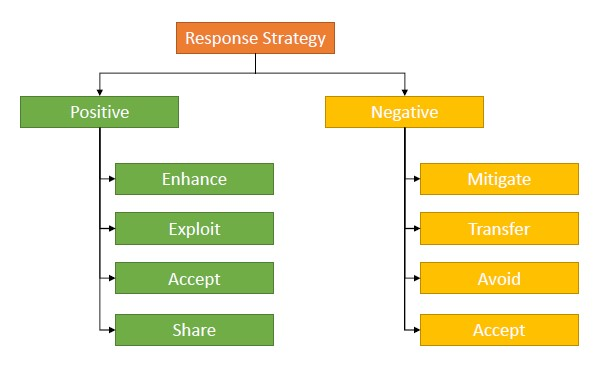 Response Strategy
Positive
Negative
Enhance
Mitigate
Exploit
Transfer
Accept
Avoid
Share
Accept